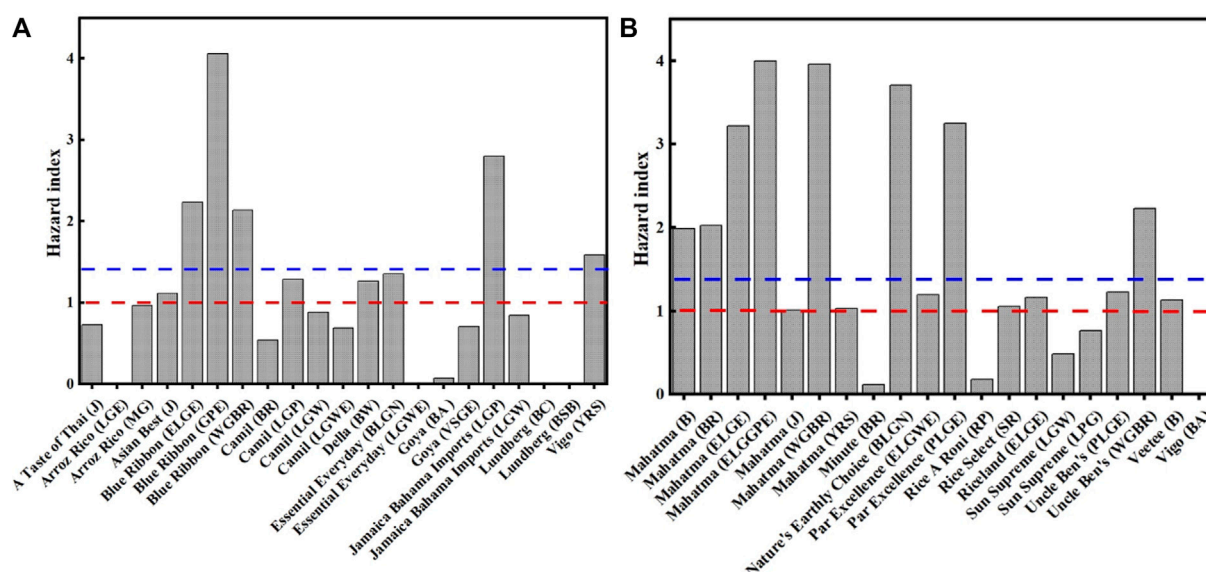 A
Hazard index
4
3
2
1
0
A Taste of Thai (J)
Arroz Rico (LGE)
Arroz Rico (MG)
Asian Best (J)
Blue Ribbon (ELGE)
Blue Ribbon (GPE)
Blue Ribbon (WGBR)
Camil (BR)
Camil (LGP)
Camil (LGW)
Camil (LGWE)
Della (BW)
Essential Everyday (BLGN)
Essential Everyday (LGWE)
Goya (BA )
Goya (VSGE)
Jamaica Bahama Imports (LGP)
Jamaica Bahama Imports (LGW)
Lundberg (BC)
Lundberg (BSB)
Vigo (YRS)
B
Hazard index
4
3
2
1
0
Mahatma (B)
Mahatma (BR)
Mahatma (ELGE)
Mahatma (ELGGPE)
Mahatma (J)
Mahatma (WGBR)
Mahatma (YRS)
Minute (BR)
Nature's Earthly Choice (BLGN)
Par Excellence (ELGWE)
Par Excellence (PLGE)
Rice A Roni (RP)
Rice Select (SR)
Riceland (ELGE)
Sun Supreme (LGW)
Sun Supreme (LPG)
Uncle Ben's (PLGE)
Uncle Ben's (WGBR)
Veetee (B)
Vigo (BA)